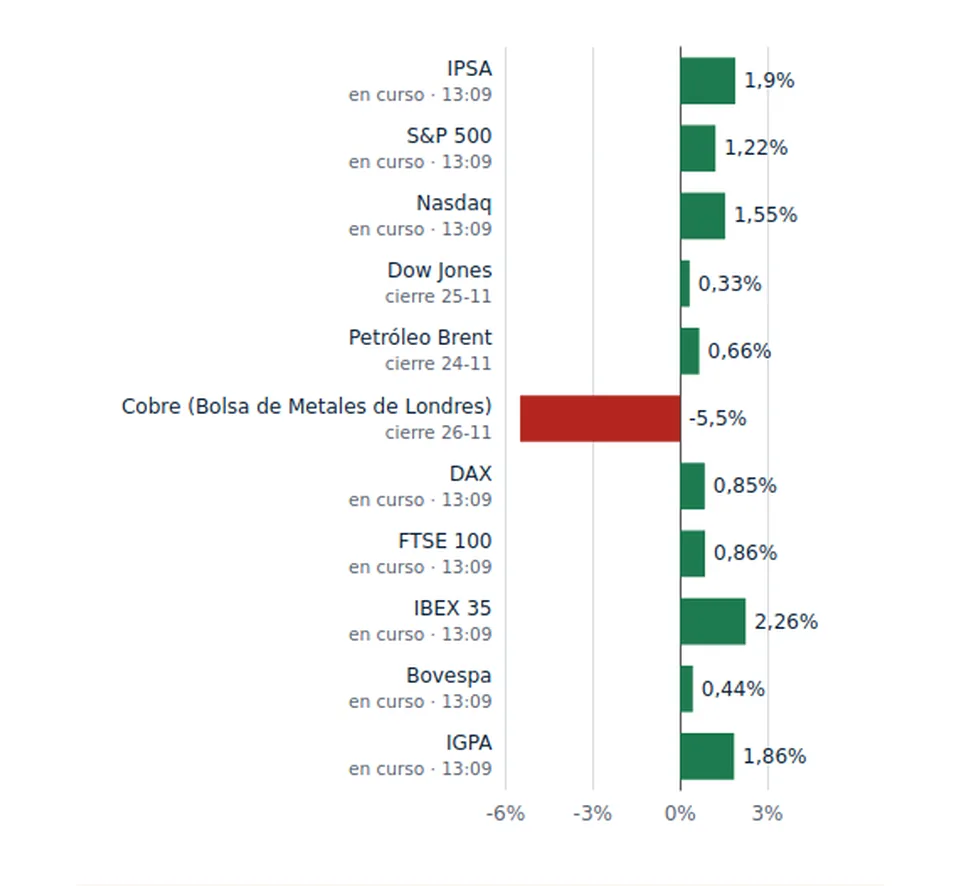 IPSA
en curso · 13:09
1,9%
S&P 500
en curso · 13:09
1,22%
Nasdaq
en curso · 13:09
1,55%
Dow Jones
cierre 25-11
0,33%
Petróleo Brent
cierre 24-11
0,66%
Cobre (Bolsa de Metales de Londres)
cierre 26-11
-5,5%
DAX
en curso · 13:09
0,85%
FTSE 100
en curso · 13:09
0,86%
IBEX 35
en curso · 13:09
2,26%
Bovespa
en curso · 13:09
0,44%
IGPA
en curso · 13:09
1,86%
-6% -3% 0% 3%